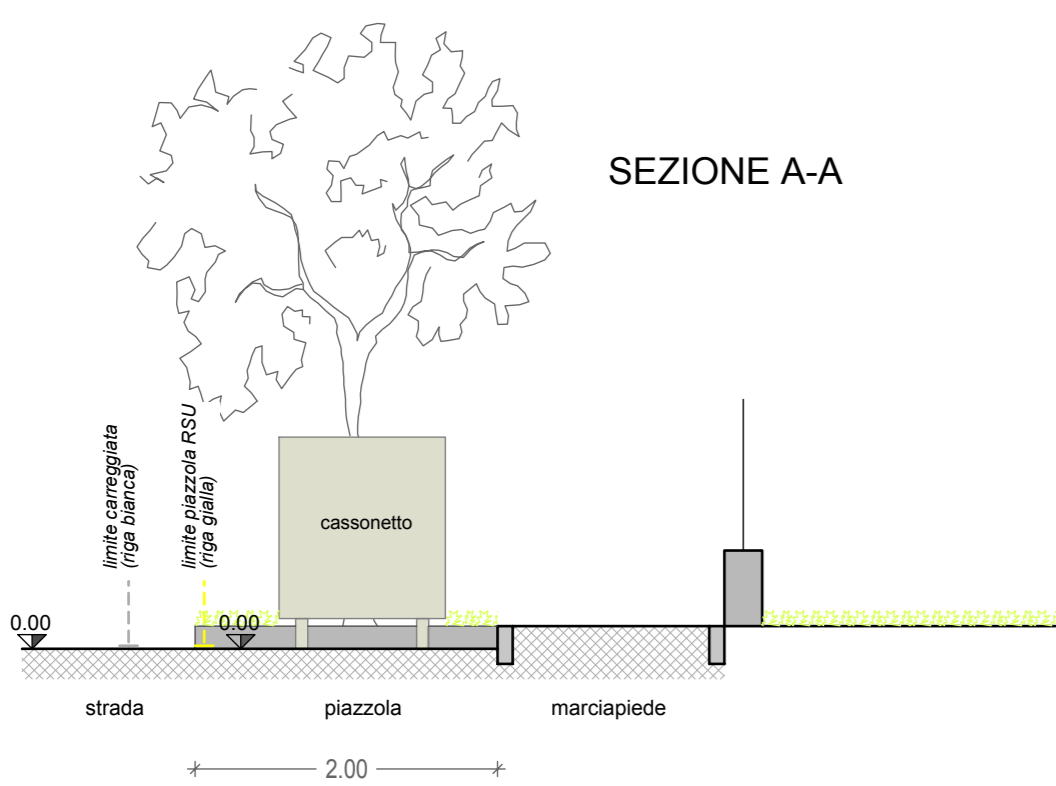 SEZIONE A-A
limite carreggiata
(riga bianca)
limite piazzola RSU
(riga gialla)
cassonetto
0.00
0.00
strada
piazzola
marciapiede
2.00